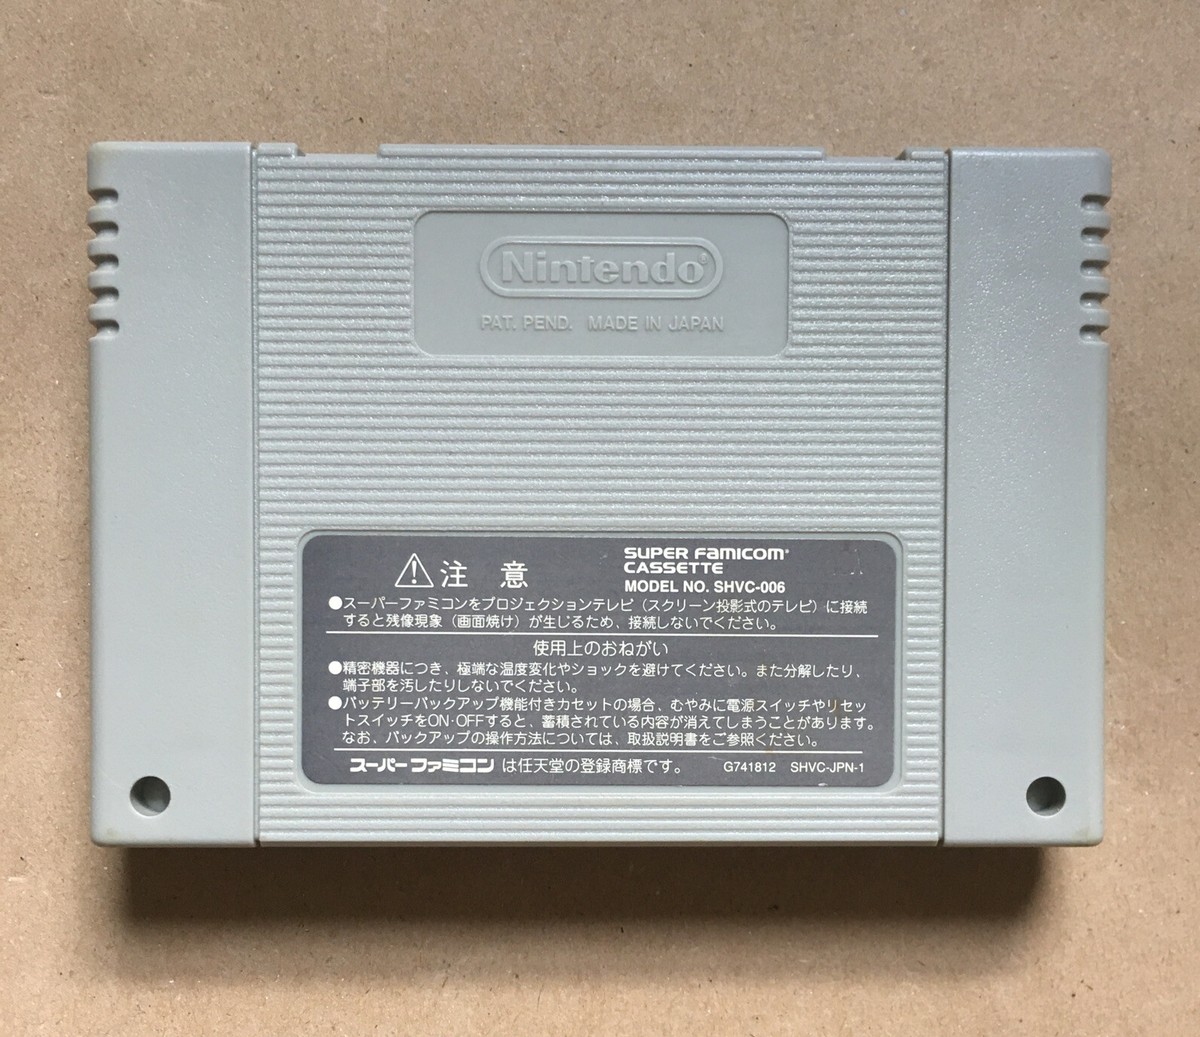 Nintendo®
PAT. PEND. MADE IN JAPAN
注 意
SUPER FAMICOM®
CASSETTE
MODEL NO. SHVC-006
●スーパーファミコンをプロジェクションテレビ（スクリーン投影式のテレビ）に接続
すると残像現象（画面焼け）が生じるため、接続しないでください。
使用上のおねがい
●精密機器につき、極端な温度変化やショックを避けてください。また分解したり、
端子部を汚したりしないでください。
●バッテリーバックアップ機能付きカセットの場合、むやみに電源スイッチやリセッ
トスイッチをON･OFFすると、蓄積されている内容が消えてしまうことがあります。
なお、バックアップの操作方法については、取扱説明書をご参照ください。
スーパーファミコン は任天堂の登録商標です。 G741812 SHVC-JPN-1